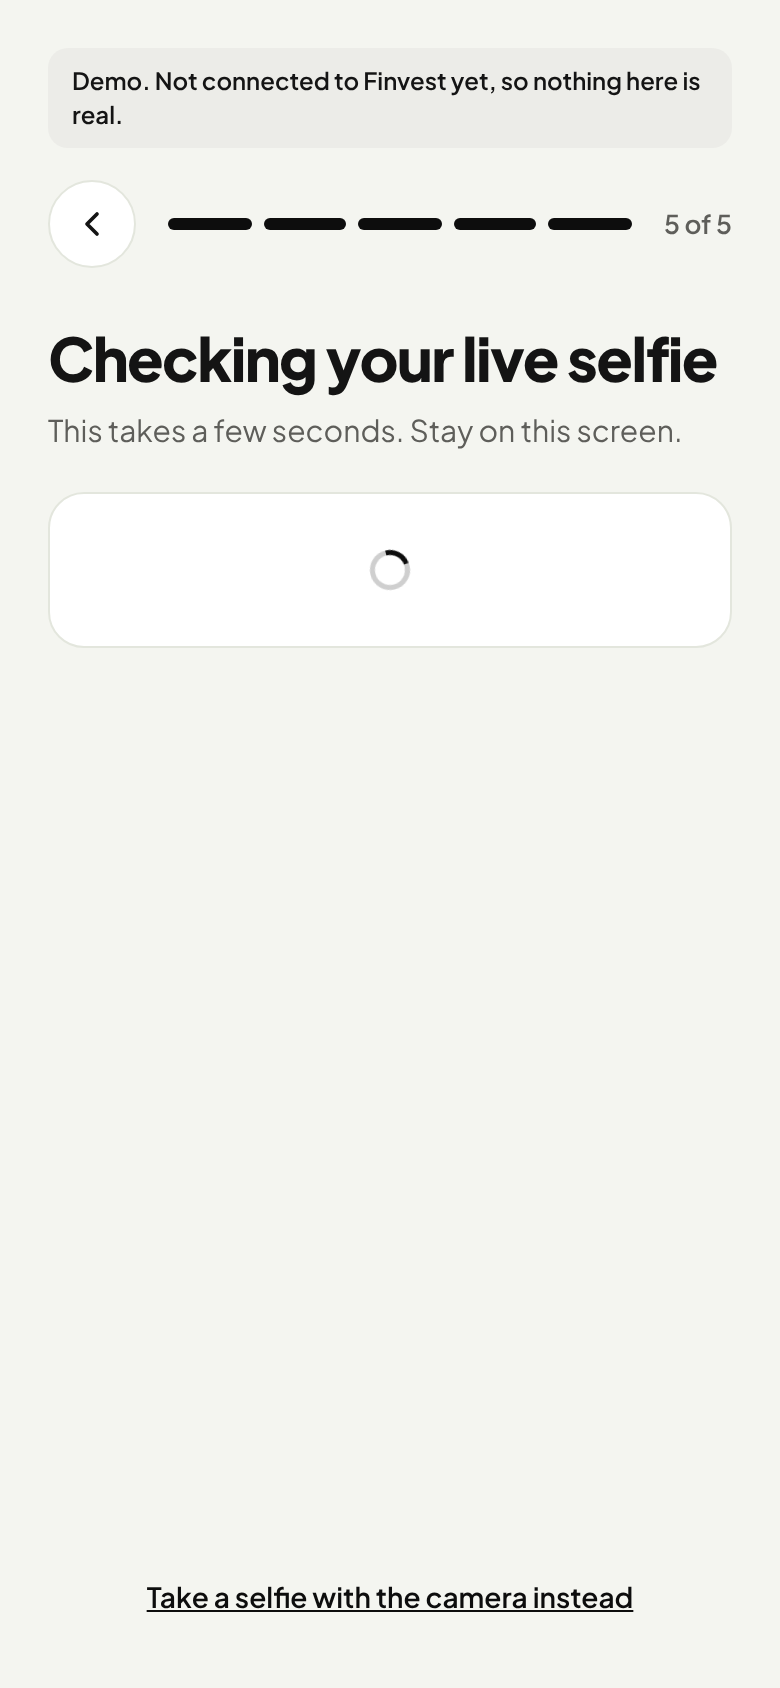 Demo. Not connected to Finvest yet, so nothing here is
real.
5 of 5
Checking your live selfie
This takes a few seconds. Stay on this screen.
Take a selfie with the camera instead